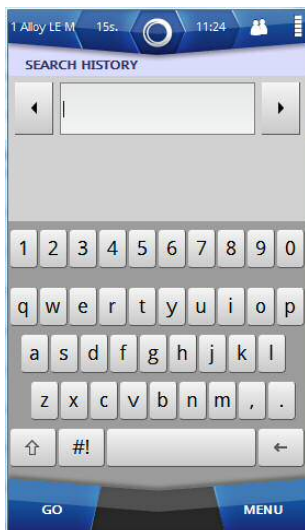 1 Alloy LE M 15s. 11:24
SEARCH HISTORY
1 2 3 4 5 6 7 8 9 0
q w e r t y u i o p
a s d f g h j k l
z x c v b n m , .
#!
GO MENU